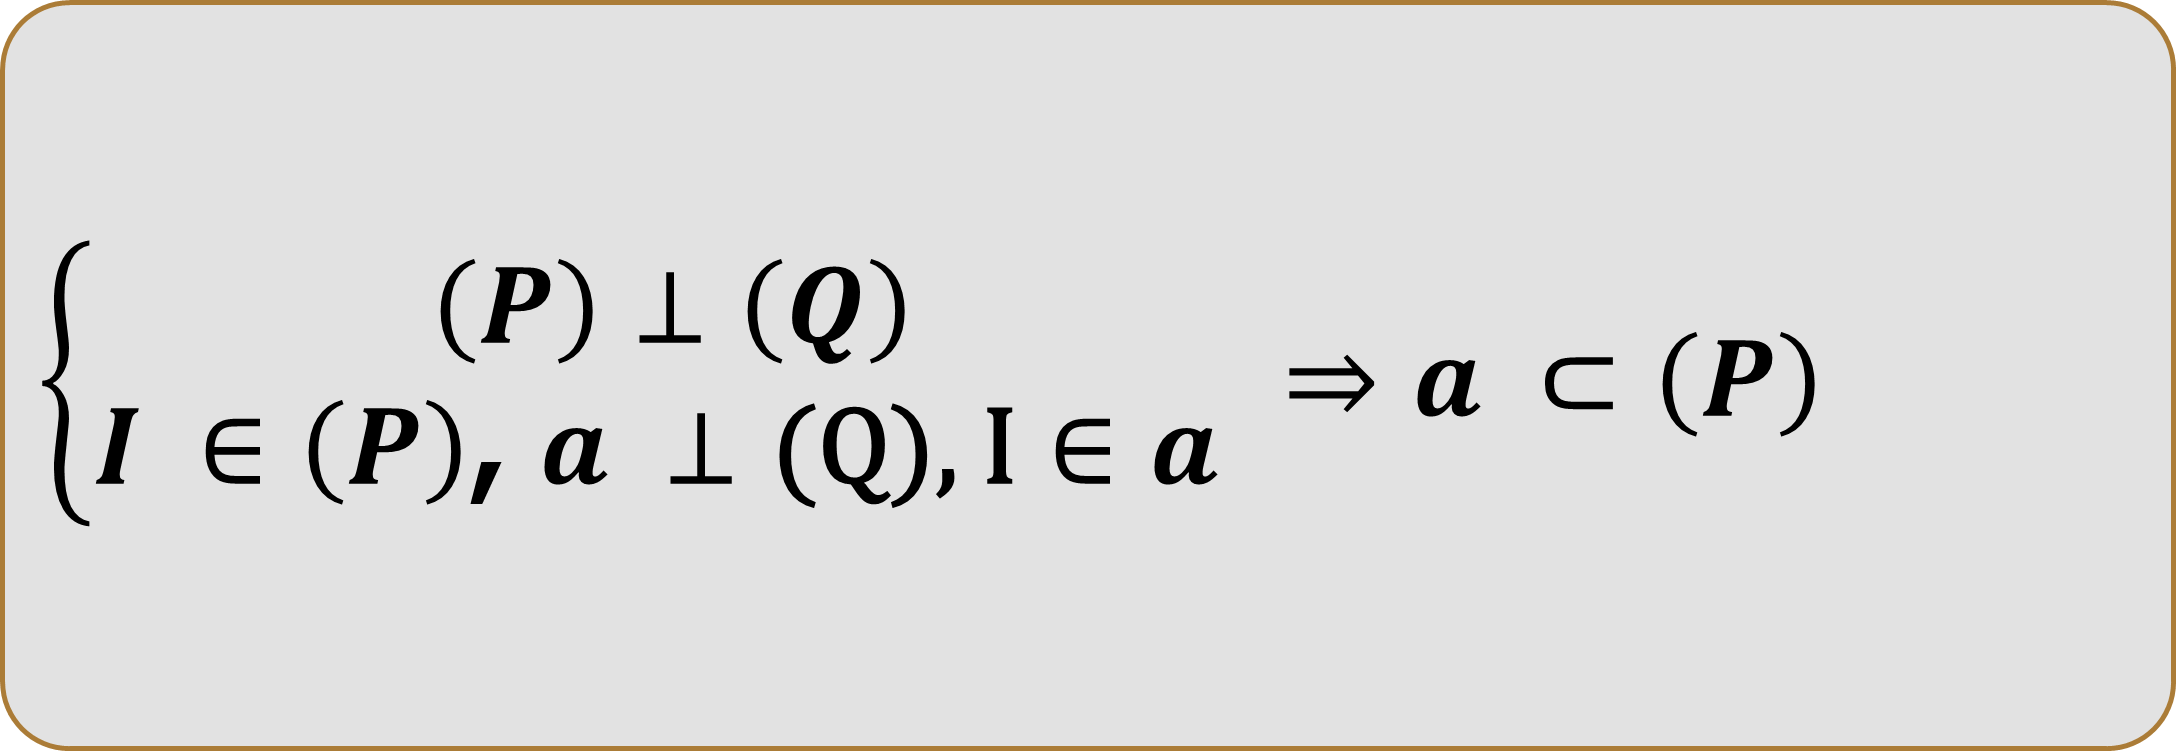 (P) ⊥ (Q)
I ∈ (P), a ⊥ (Q), I ∈ a
⇒ a ⊂ (P)